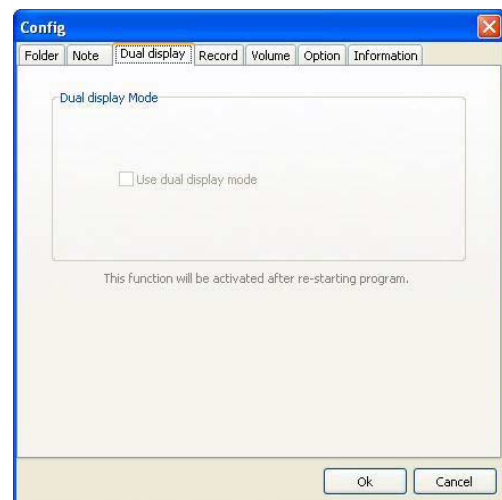 Config
Folder Note Dual display Record Volume Option Information
Dual display Mode
Use dual display mode
This function will be activated after re-starting program.
Ok Cancel